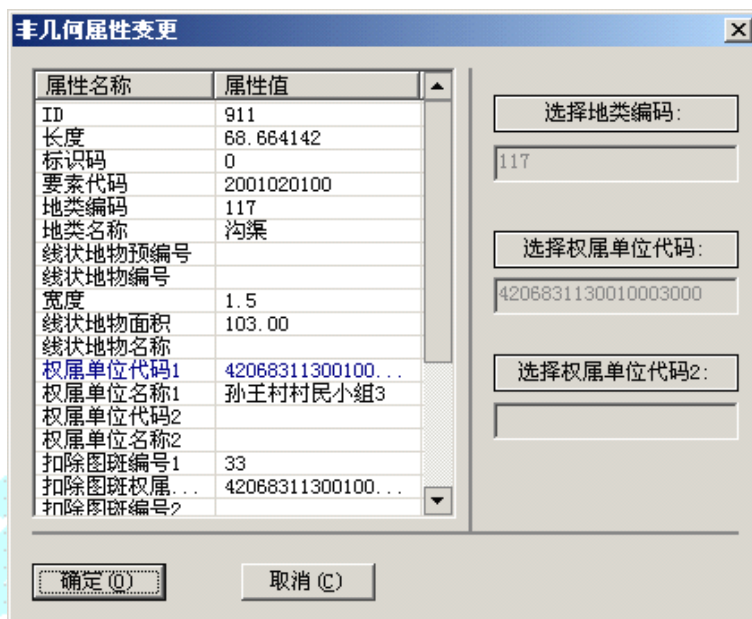 非几何属性变更
属性名称 属性值
ID 911
长度 68.664142
标识码 0
要素代码 2001020100
地类编码 117
地类名称 沟渠
线状地物预编号
线状地物编号
宽度 1.5
线状地物面积 103.00
线状地物名称
权属单位代码1 42068311300100...
权属单位名称1 孙王村村民小组3
权属单位代码2
权属单位名称2
扣除图斑编号1 33
扣除图斑权属... 42068311300100...
扣除图斑编号2
选择地类编码:
117
选择权属单位代码:
4206831130010003000
选择权属单位代码2:
确定(O) 取消(C)